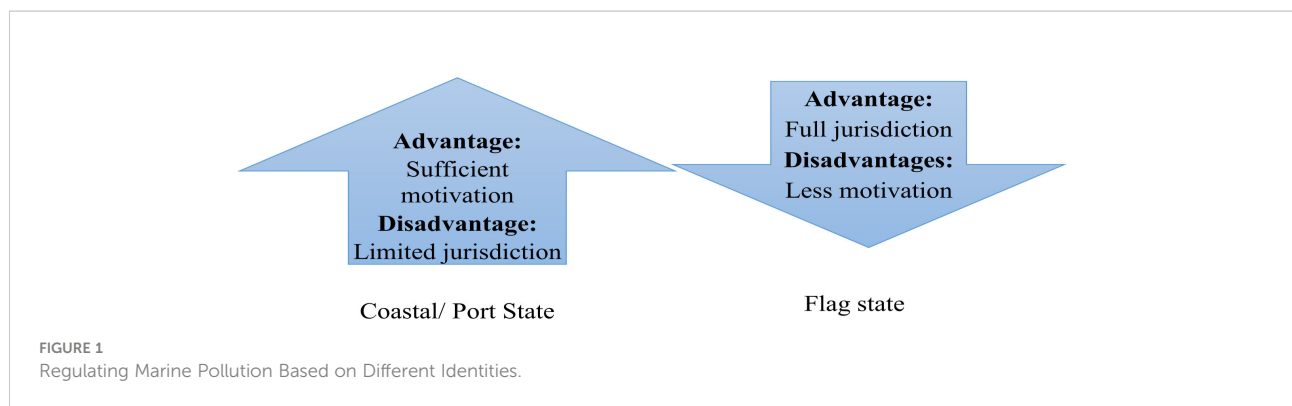 Advantage:
Sufficient
motivation
Disadvantage:
Limited jurisdiction
Coastal/ Port State
Advantage:
Full jurisdiction
Disadvantages:
Less motivation
Flag state
FIGURE 1
Regulating Marine Pollution Based on Different Identities.